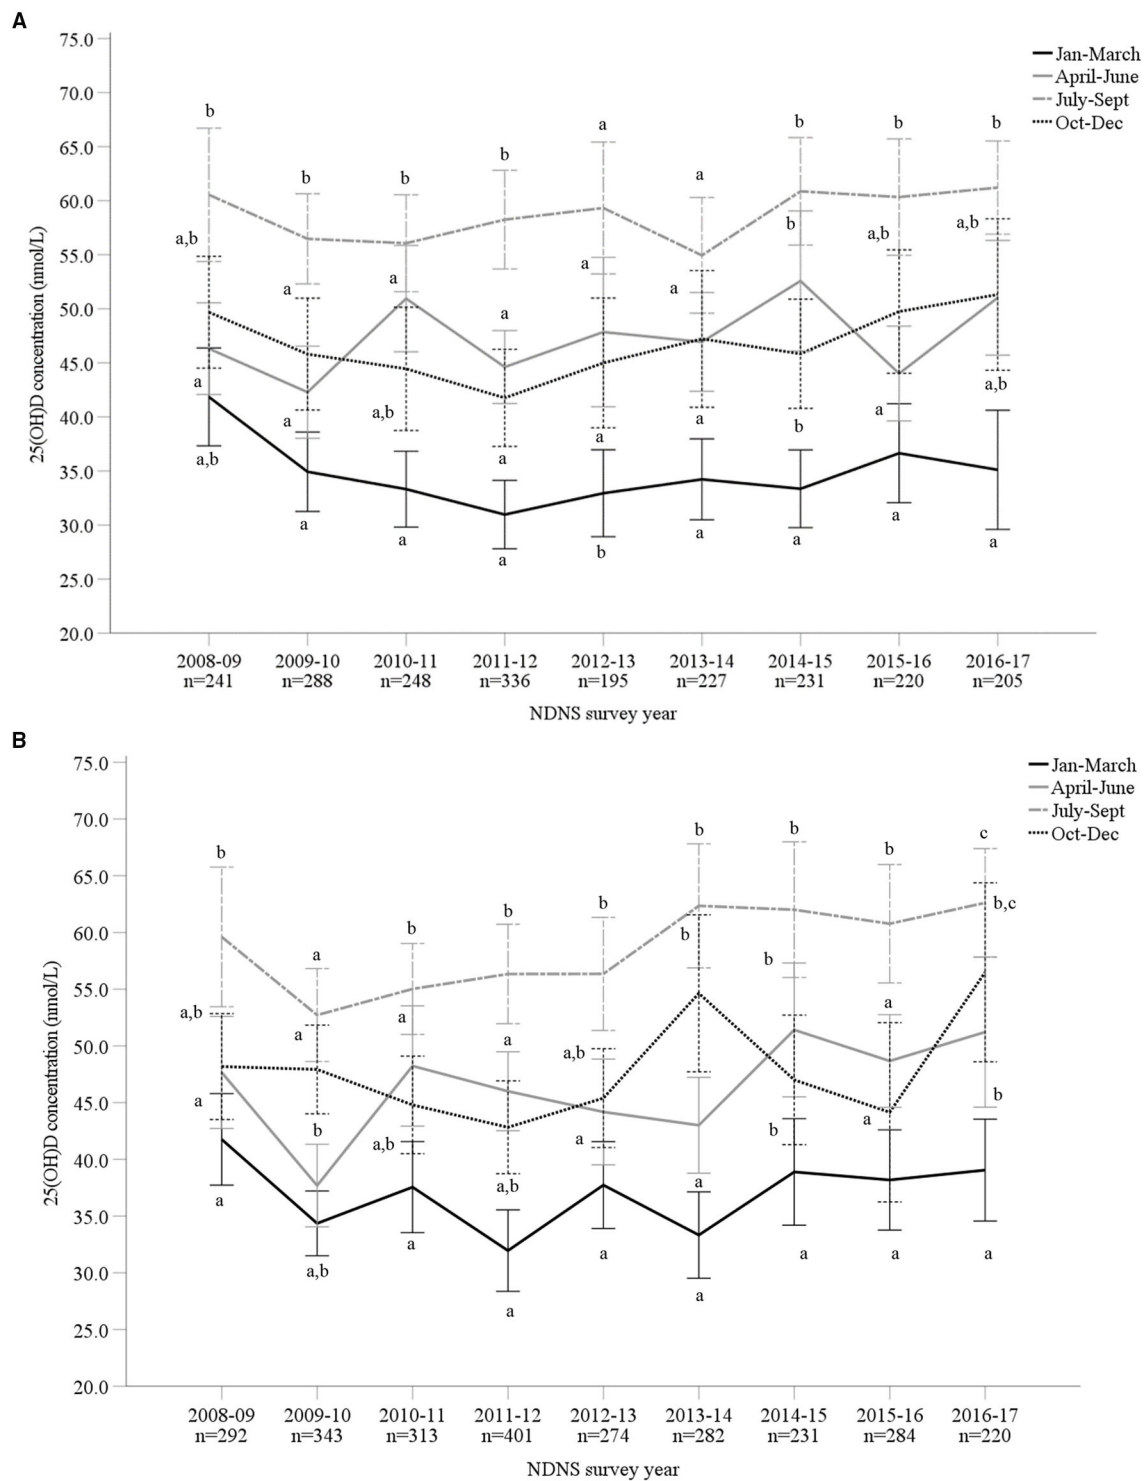 A
75.0
70.0
65.0
60.0
55.0
50.0
45.0
40.0
35.0
30.0
25.0
20.0
25(OH)D concentration (nmol/L)
Jan-March
April-June
July-Sept
Oct-Dec
b
b
b
b
a
a
b
b
b
a,b
a
a
a
a
a
b
a,b
a,b
a
a
a,b
a
a
a
b
a
a,b
a,b
a
a
a
b
a
a
a
a
2008-09 2009-10 2010-11 2011-12 2012-13 2013-14 2014-15 2015-16 2016-17
n=241 n=288 n=248 n=336 n=195 n=227 n=231 n=220 n=205
NDNS survey year
B
75.0
70.0
65.0
60.0
55.0
50.0
45.0
40.0
35.0
30.0
25.0
20.0
25(OH)D concentration (nmol/L)
Jan-March
April-June
July-Sept
Oct-Dec
b
a
b
b
b
b
b
b
c
a,b
a
a
a
a,b
b
b
a
b,c
a
b
a,b
a,b
a
a
b
a
b
a
a,b
a
a
a
a
a
a
a
2008-09 2009-10 2010-11 2011-12 2012-13 2013-14 2014-15 2015-16 2016-17
n=292 n=343 n=313 n=401 n=274 n=282 n=231 n=284 n=220
NDNS survey year